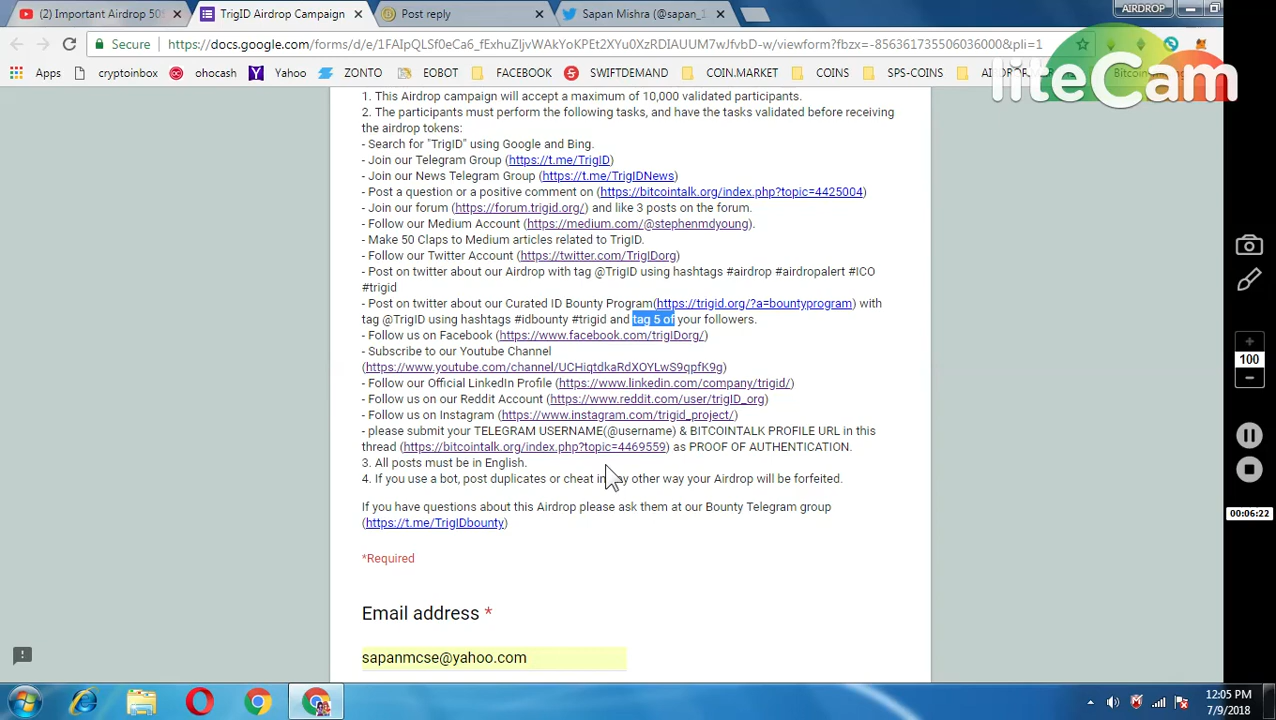 (2) Important Airdrop 50
TrigID Airdrop Campaign
Post reply
Sapan Mishra (@sapan_
AIRDROP
Secure
https://docs.google.com/forms/d/e/1FAIpQLSf0eCa6_fExhuZIjvWAkYoKPEt2XYu0XzRDIAUUM7wJfvbD-w/viewform?fbzx=-856361735506036000&pli=1
Apps
cryptoinbox
ohocash
Yahoo
ZONTO
EOBOT
FACEBOOK
SWIFTDEMAND
COIN.MARKET
COINS
SPS-COINS
liteCam
1. This Airdrop campaign will accept a maximum of 10,000 validated participants.
2. The participants must perform the following tasks, and have the tasks validated before receiving
the airdrop tokens:
- Search for "TrigID" using Google and Bing.
- Join our Telegram Group (https://t.me/TrigID)
- Join our News Telegram Group (https://t.me/TrigIDNews)
- Post a question or a positive comment on (https://bitcointalk.org/index.php?topic=4425004)
- Join our forum (https://forum.trigid.org/) and like 3 posts on the forum.
- Follow our Medium Account (https://medium.com/@stephenmdyoung).
- Make 50 Claps to Medium articles related to TrigID.
- Follow our Twitter Account (https://twitter.com/TrigIDorg)
- Post on twitter about our Airdrop with tag @TrigID using hashtags #airdrop #airdropalert #ICO
#trigid
- Post on twitter about our Curated ID Bounty Program(https://trigid.org/?a=bountyprogram) with
tag @TrigID using hashtags #idbounty #trigid and tag 5 of your followers.
- Follow us on Facebook (https://www.facebook.com/trigIDorg/)
- Subscribe to our Youtube Channel
(https://www.youtube.com/channel/UCHiqtdkaRdXOYLwS9qpfK9g)
- Follow our Official LinkedIn Profile (https://www.linkedin.com/company/trigid/)
- Follow us on our Reddit Account (https://www.reddit.com/user/trigID_org)
- Follow us on Instagram (https://www.instagram.com/trigid_project/)
- please submit your TELEGRAM USERNAME(@username) & BITCOINTALK PROFILE URL in this
thread (https://bitcointalk.org/index.php?topic=4469559) as PROOF OF AUTHENTICATION.
3. All posts must be in English.
4. If you use a bot, post duplicates or cheat in any other way your Airdrop will be forfeited.
If you have questions about this Airdrop please ask them at our Bounty Telegram group
(https://t.me/TrigIDbounty)
*Required
Email address *
sapanmcse@yahoo.com
100
00:06:22
12:05 PM
7/9/2018